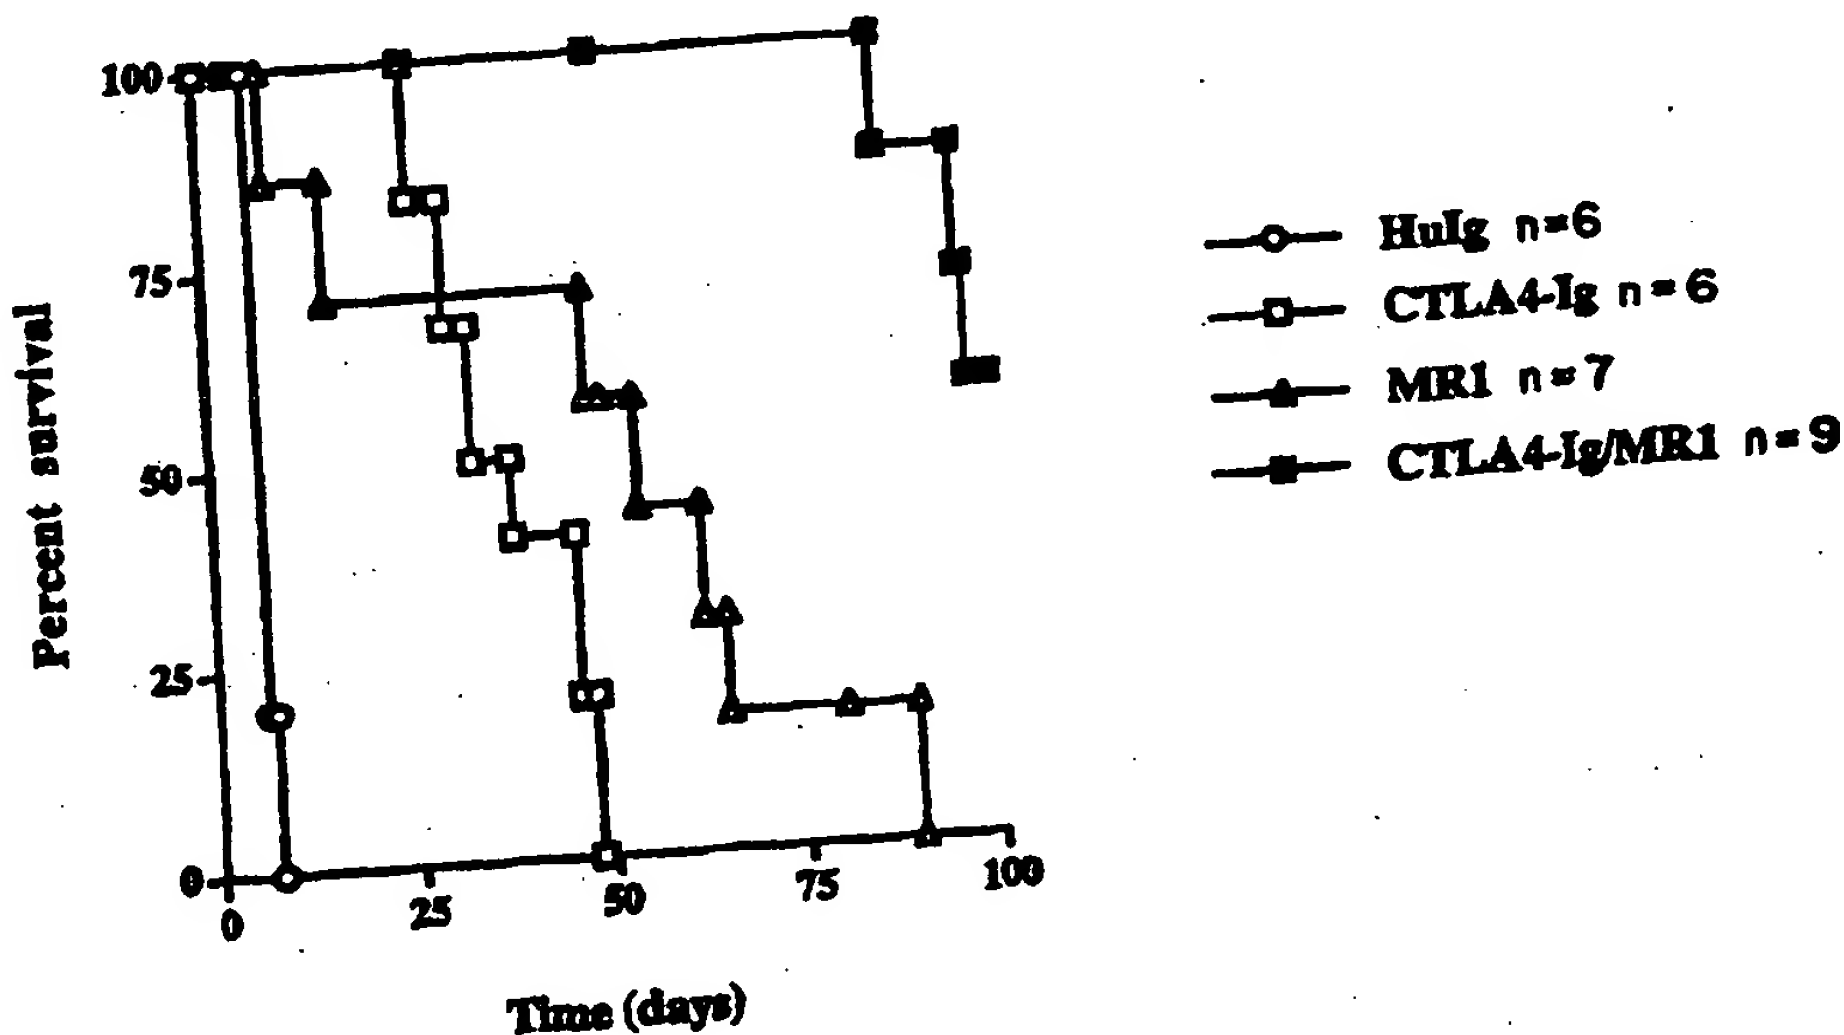 100
75
50
25
0
0
25
50
75
100
Percent survival
Time (days)
HuIg n=6
CTLA4-Ig n=6
MR1 n=7
CTLA4-Ig/MR1 n=9